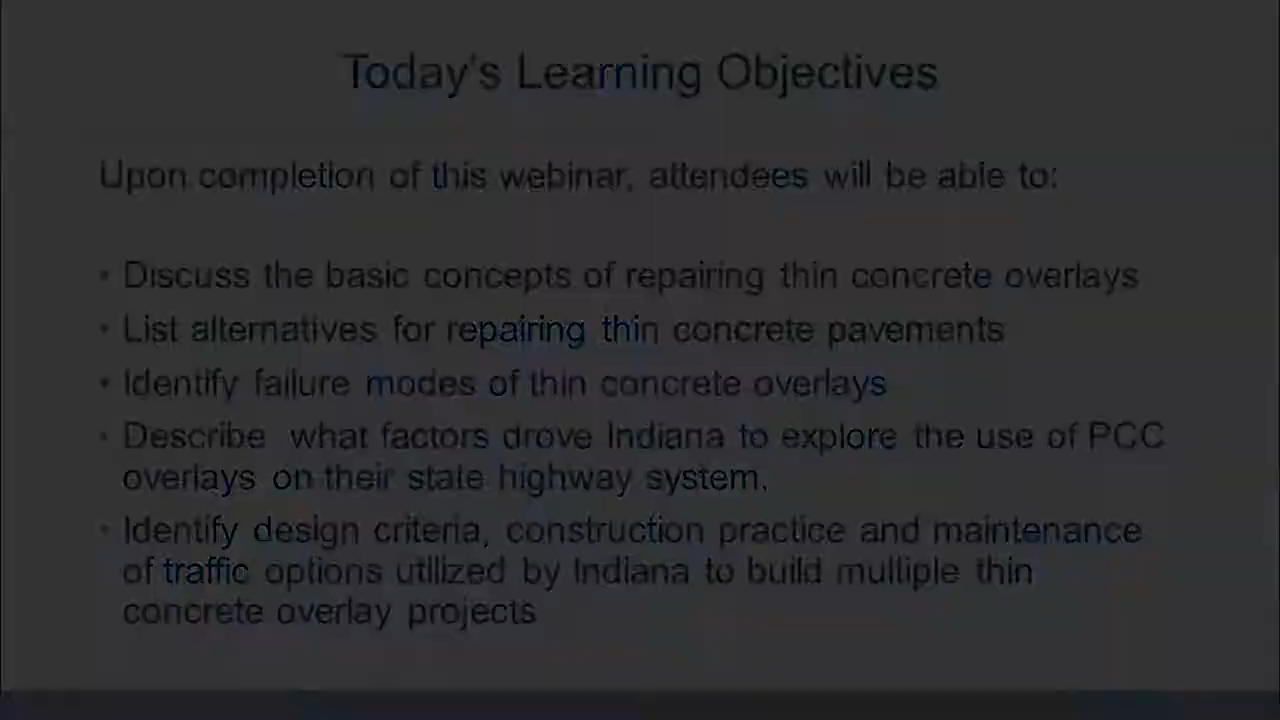 Today's Learning Objectives
Upon completion of this webinar, attendees will be able to:
• Discuss the basic concepts of repairing thin concrete overlays
• List alternatives for repairing thin concrete pavements
• Identify failure modes of thin concrete overlays
• Describe what factors drove Indiana to explore the use of PCC
overlays on their state highway system.
• Identify design criteria, construction practice and maintenance
of traffic options utilized by Indiana to build multiple thin
concrete overlay projects